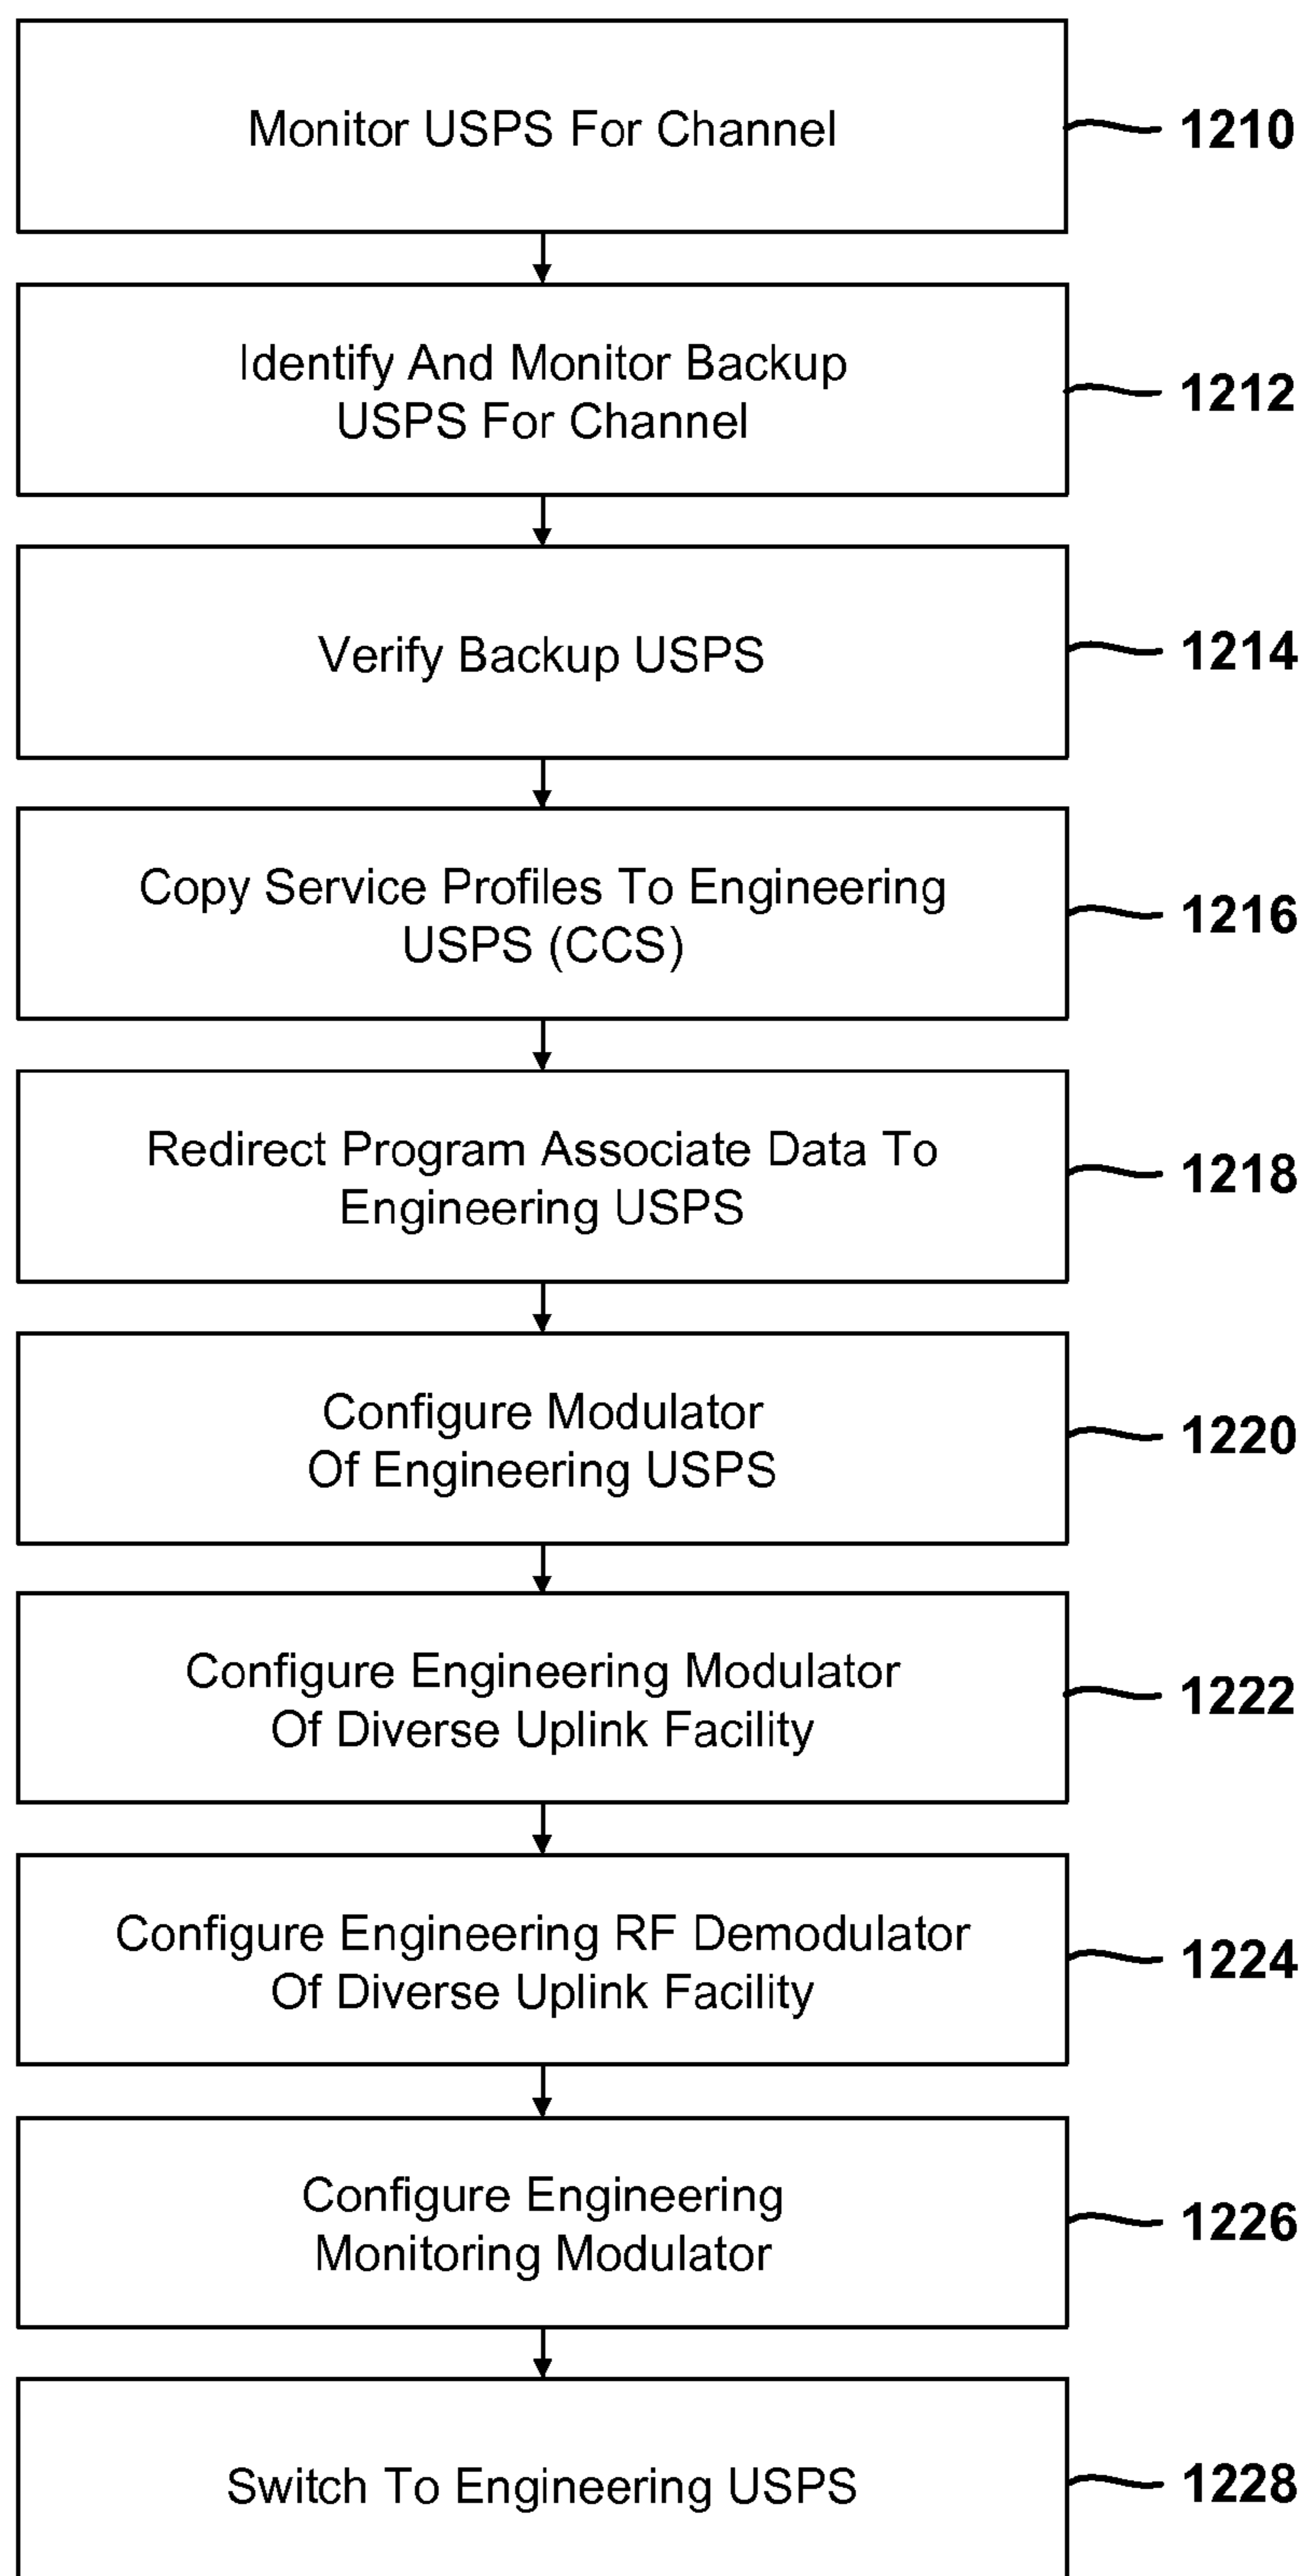 Monitor USPS For Channel
1210
Identify And Monitor Backup
USPS For Channel
1212
Verify Backup USPS
1214
Copy Service Profiles To Engineering
USPS (CCS)
1216
Redirect Program Associate Data To
Engineering USPS
1218
Configure Modulator
Of Engineering USPS
1220
Configure Engineering Modulator
Of Diverse Uplink Facility
1222
Configure Engineering RF Demodulator
Of Diverse Uplink Facility
1224
Configure Engineering
Monitoring Modulator
1226
Switch To Engineering USPS
1228